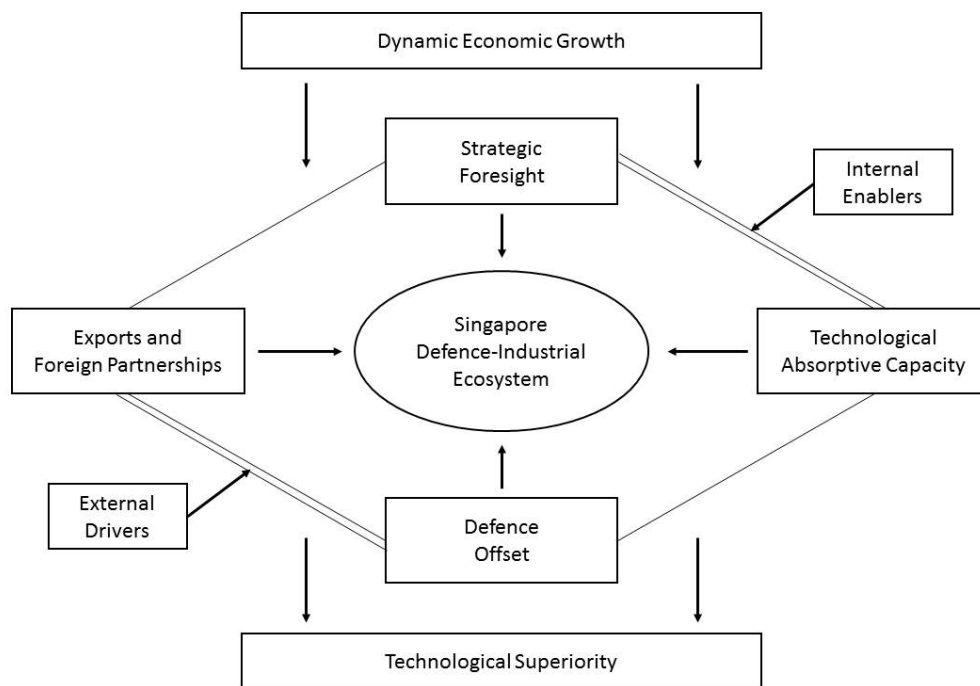 Dynamic Economic Growth
Strategic
Foresight
Internal
Enablers
Exports and
Foreign Partnerships
Singapore
Defence-Industrial
Ecosystem
Technological
Absorptive Capacity
External
Drivers
Defence
Offset
Technological Superiority